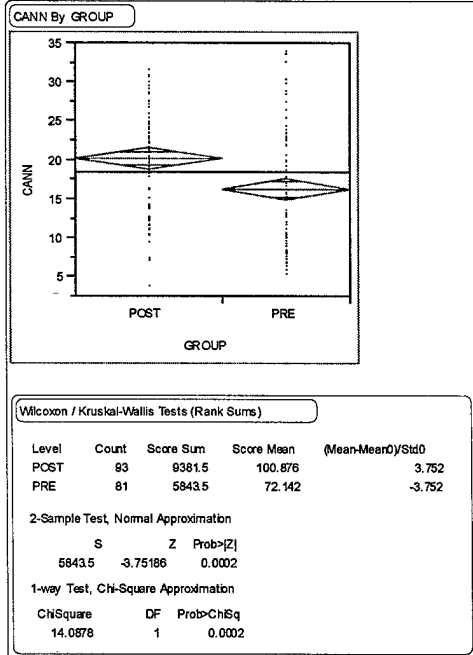 CANN By GROUP
35
30
25
20
15
10
5
CANN
POST PRE
GROUP
Wilcoxon / Kruskal-Wallis Tests (Rank Sums)
Level Count Score Sum Score Mean (Mean-Mean0)/Std0
POST 93 9381.5 100.876 3.752
PRE 81 5843.5 72.142 -3.752
2-Sample Test, Normal Approximation
S Z Prob>|Z|
5843.5 -3.75186 0.0002
1-way Test, Chi-Square Approximation
ChiSquare DF Prob>ChiSq
14.0878 1 0.0002